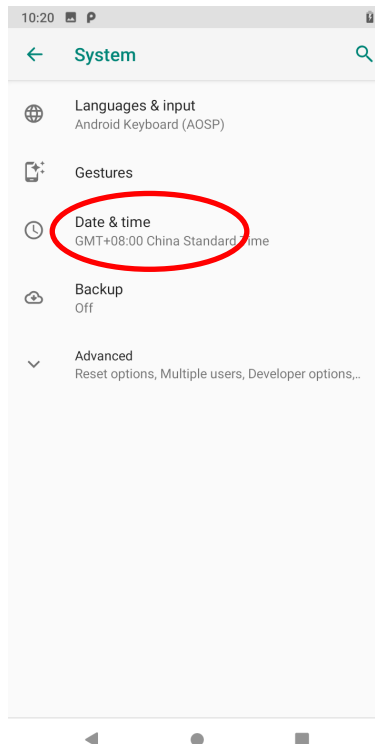 10:20
System
Languages & input
Android Keyboard (AOSP)
Gestures
Date & time
GMT+08:00 China Standard Time
Backup
Off
Advanced
Reset options, Multiple users, Developer options,..